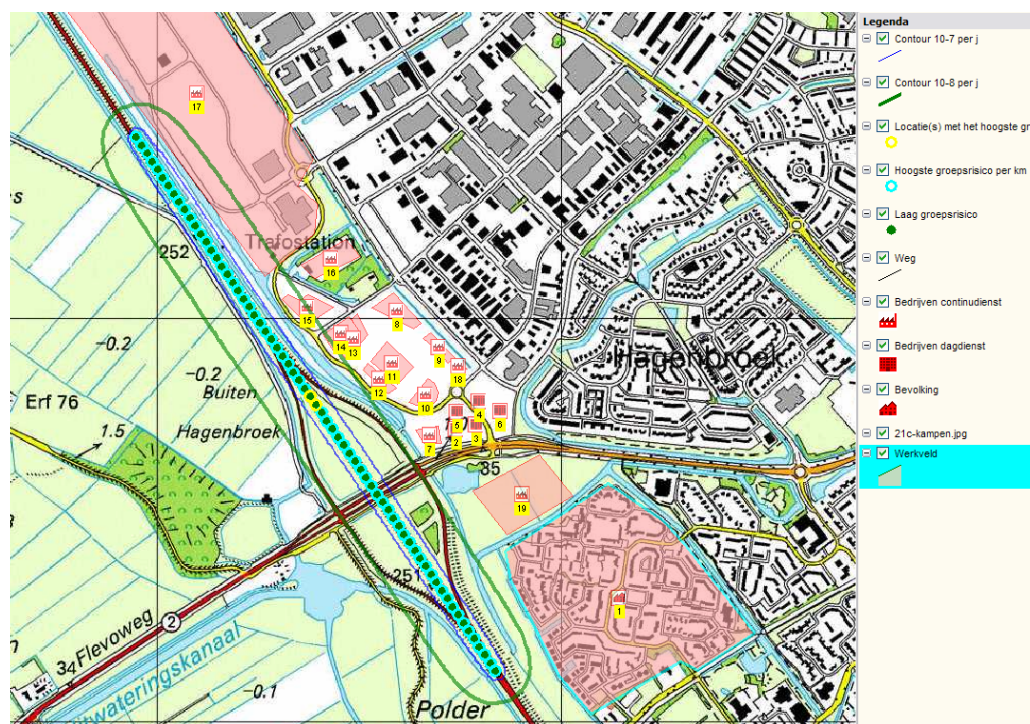 Legenda
Contour 10-7 per j
Contour 10-8 per j
Locatie(s) met het hoogste gr
Hoogste groepsrisico per km
Laag groepsrisico
Weg
Bedrijven continudienst
Bedrijven dagdienst
Bevolking
21c-kampen.jpg
Werkveld
17
s
252
Trafostation
16
15
8
-0.2
14
13
9
Hagenbroek
11
18
-0.2
12
Buiten
10
4
Erf 76
5
6
3
1.5
Hagenbroek
7
2
35
19
251
1
2
Flevoweg
34
-0.1
Polder